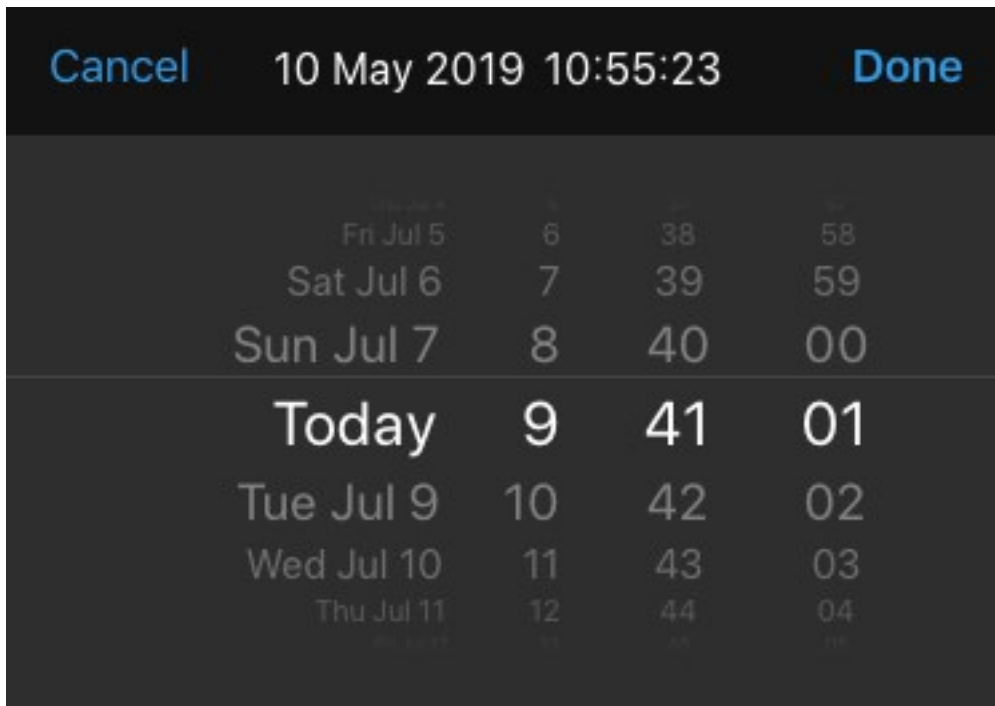 Cancel 10 May 2019 10:55:23 Done
Fri Jul 5 6 38 58
Sat Jul 6 7 39 59
Sun Jul 7 8 40 00
Today 9 41 01
Tue Jul 9 10 42 02
Wed Jul 10 11 43 03
Thu Jul 11 12 44 04